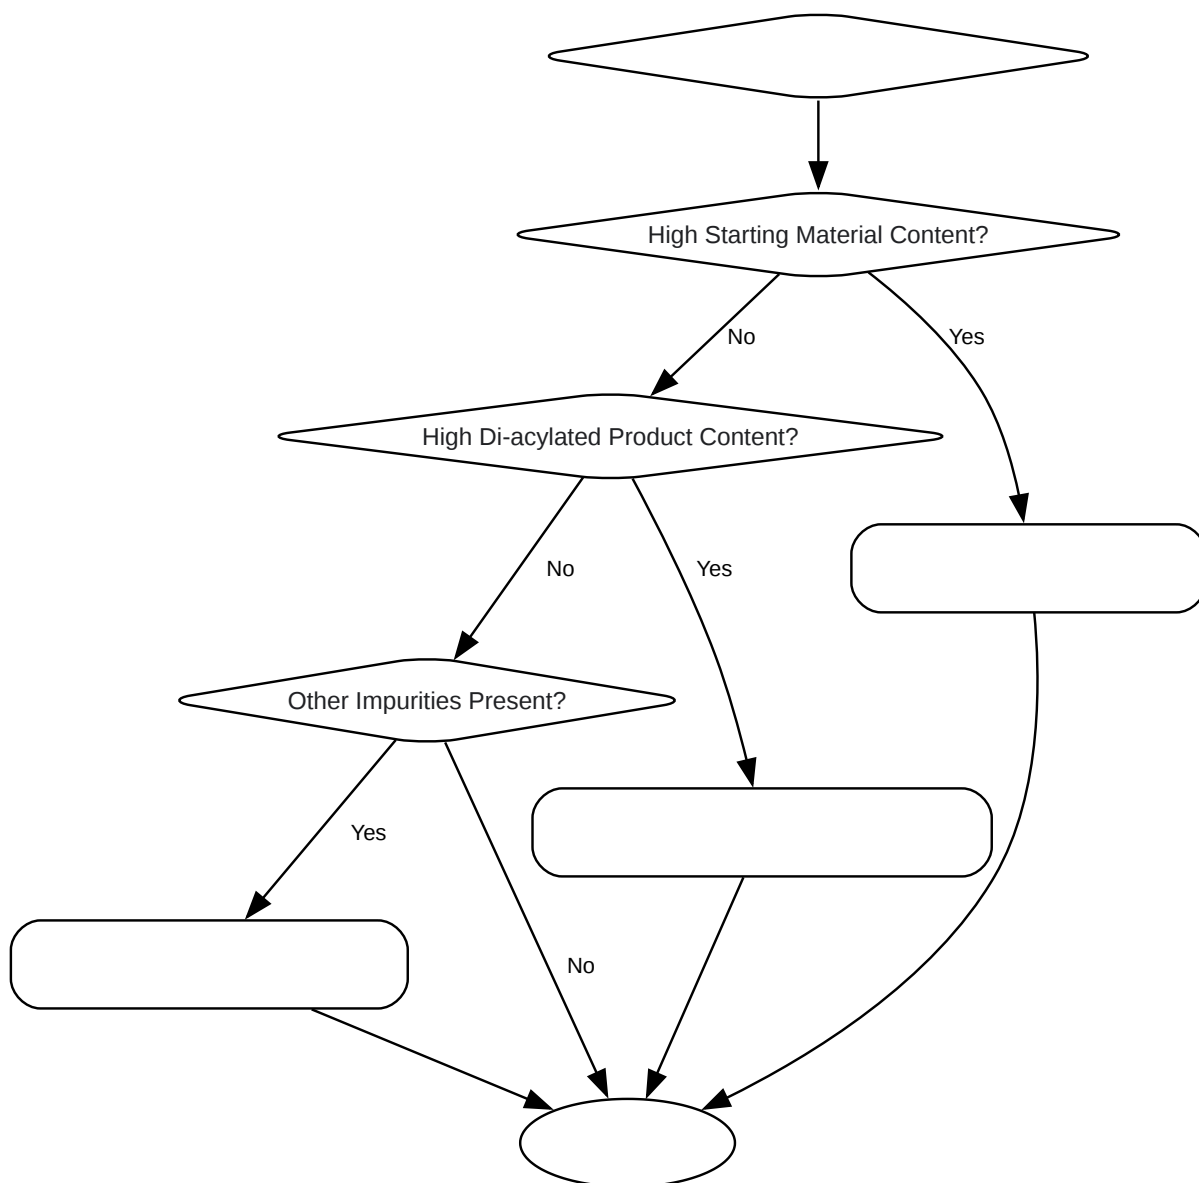 High Starting Material Content?
No
Yes
High Di-acylated Product Content?
No
Yes
Other Impurities Present?
Yes
No